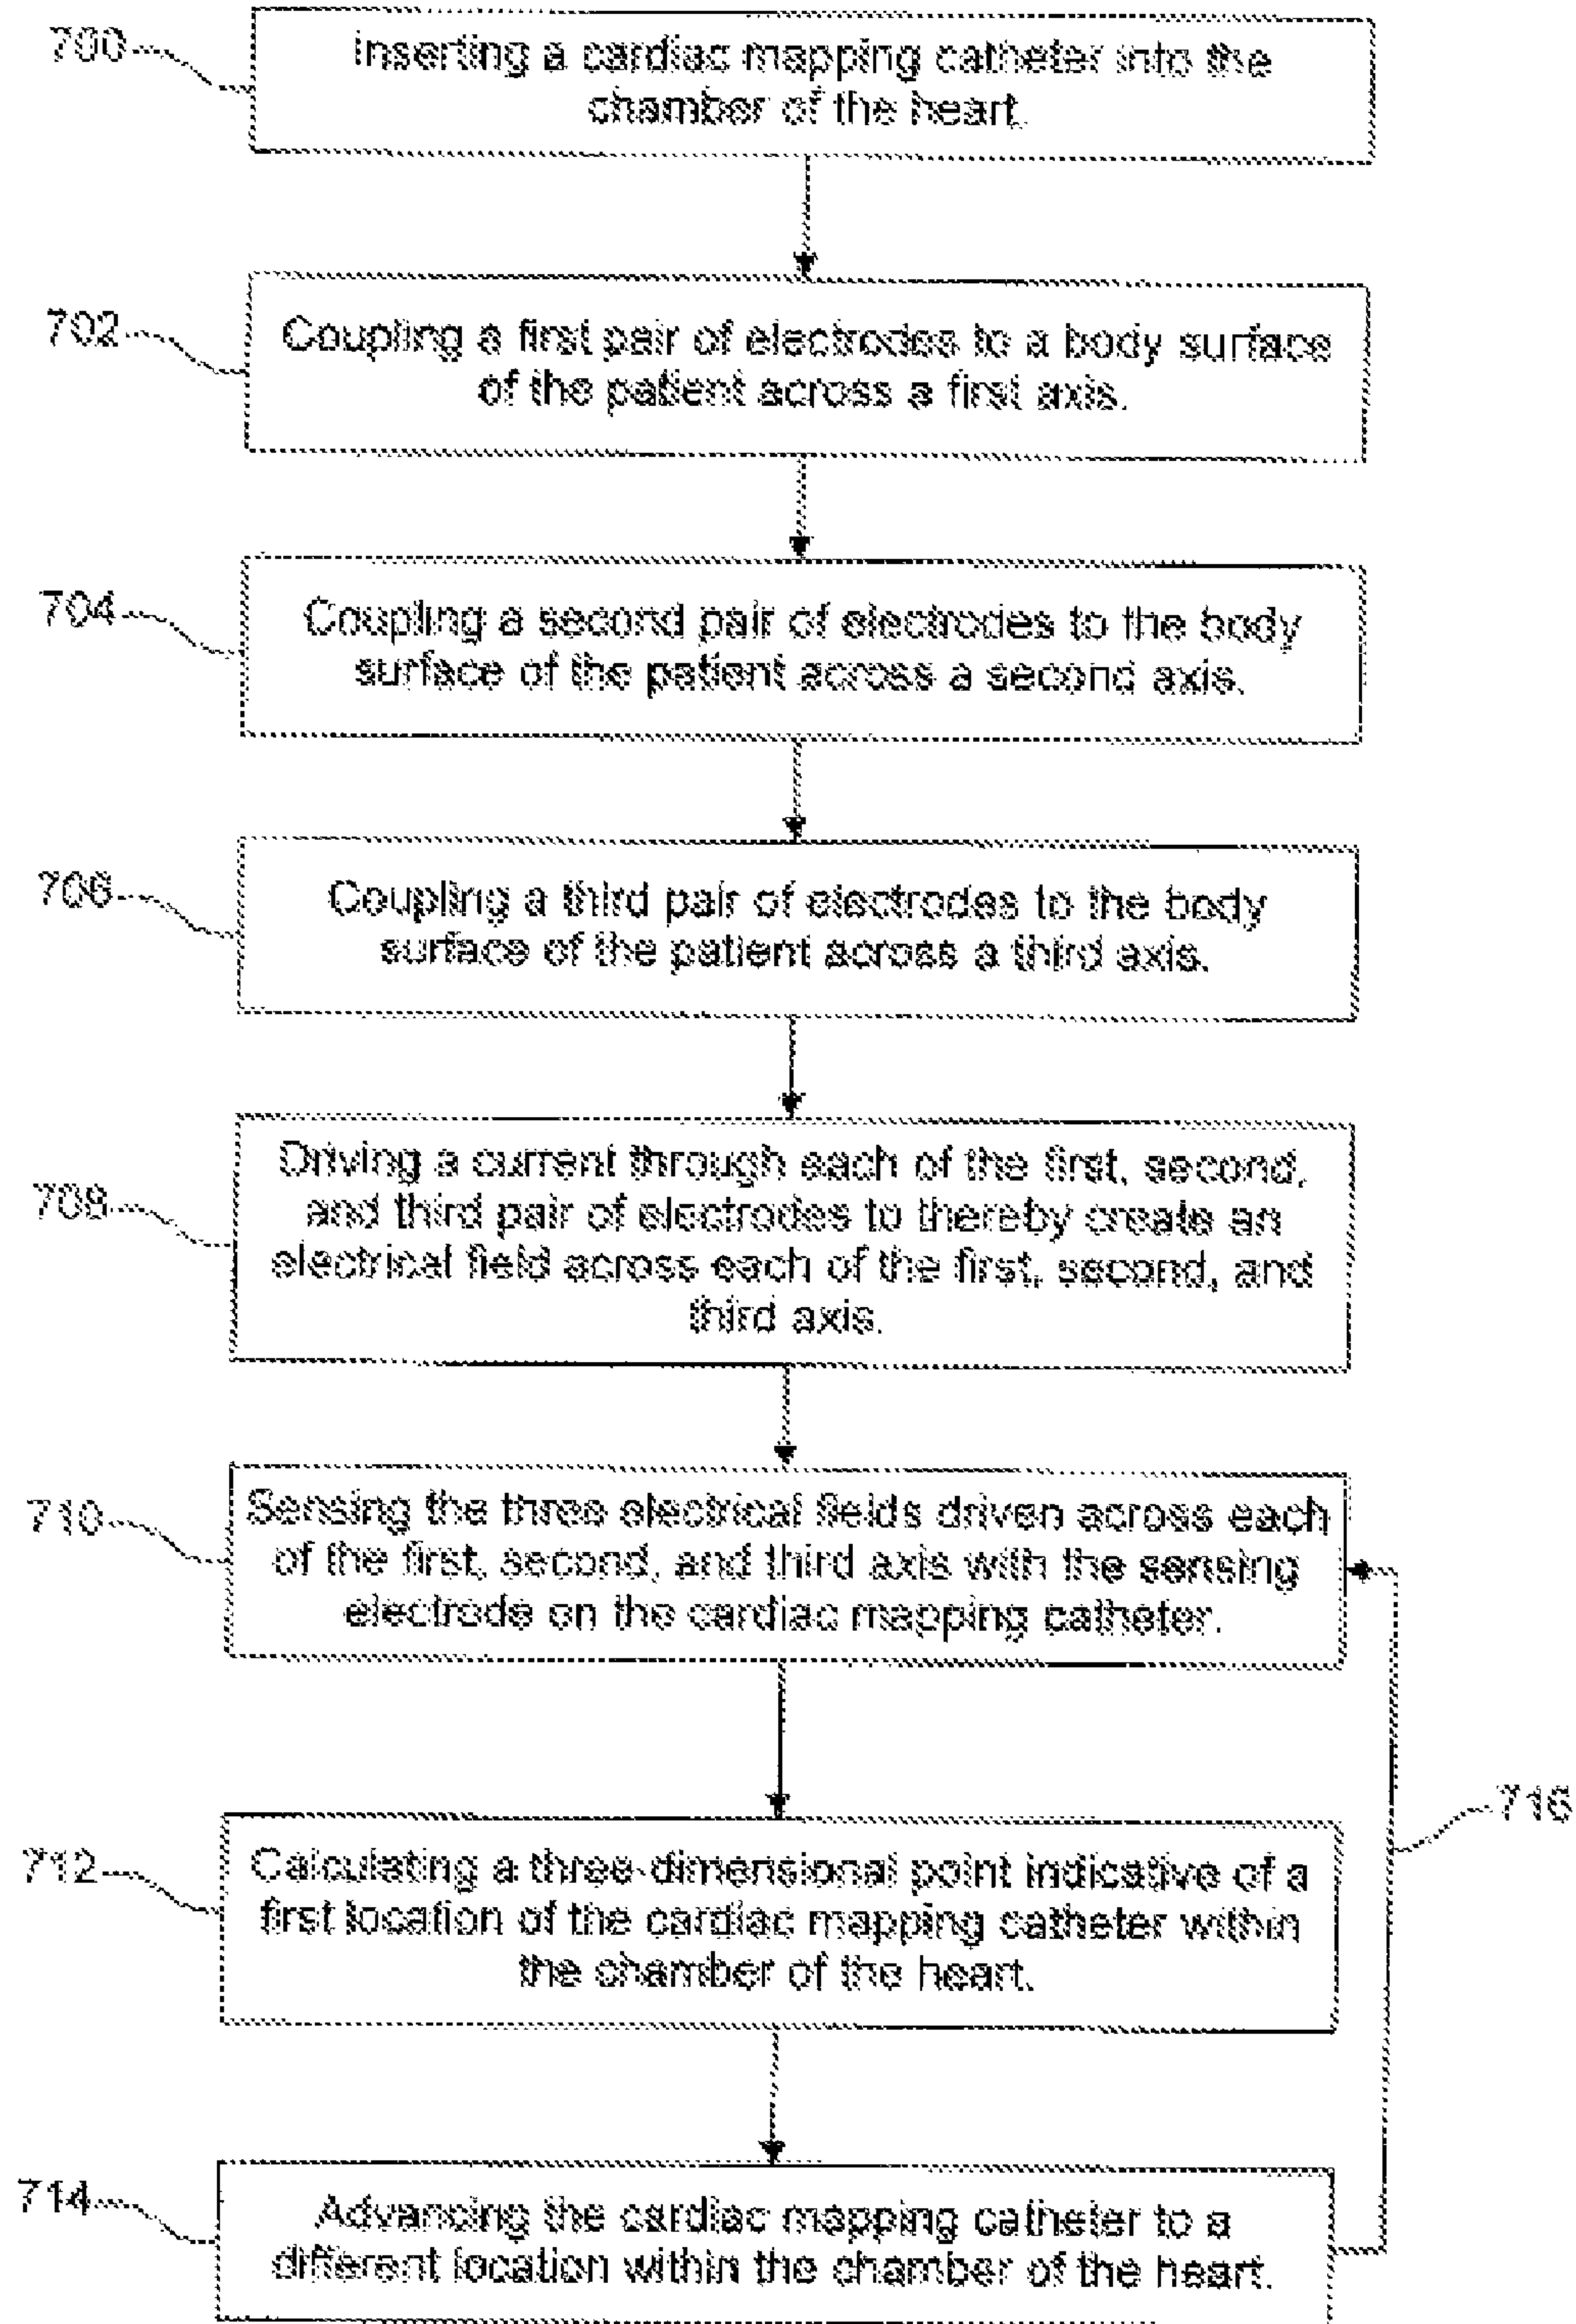 700
Inserting a cardiac mapping catheter into the
chamber of the heart.
702
Coupling a first pair of electrodes to a body surface
of the patient across a first axis.
704
Coupling a second pair of electrodes to the body
surface of the patient across a second axis.
706
Coupling a third pair of electrodes to the body
surface of the patient across a third axis.
708
Driving a current through each of the first, second,
and third pair of electrodes to thereby create an
electrical field across each of the first, second, and
third axis.
710
Sensing the three electrical fields driven across each
of the first, second, and third axis with the sensing
electrode on the cardiac mapping catheter.
716
712
Calculating a three-dimensional point indicative of a
first location of the cardiac mapping catheter within
the chamber of the heart.
714
Advancing the cardiac mapping catheter to a
different location within the chamber of the heart.